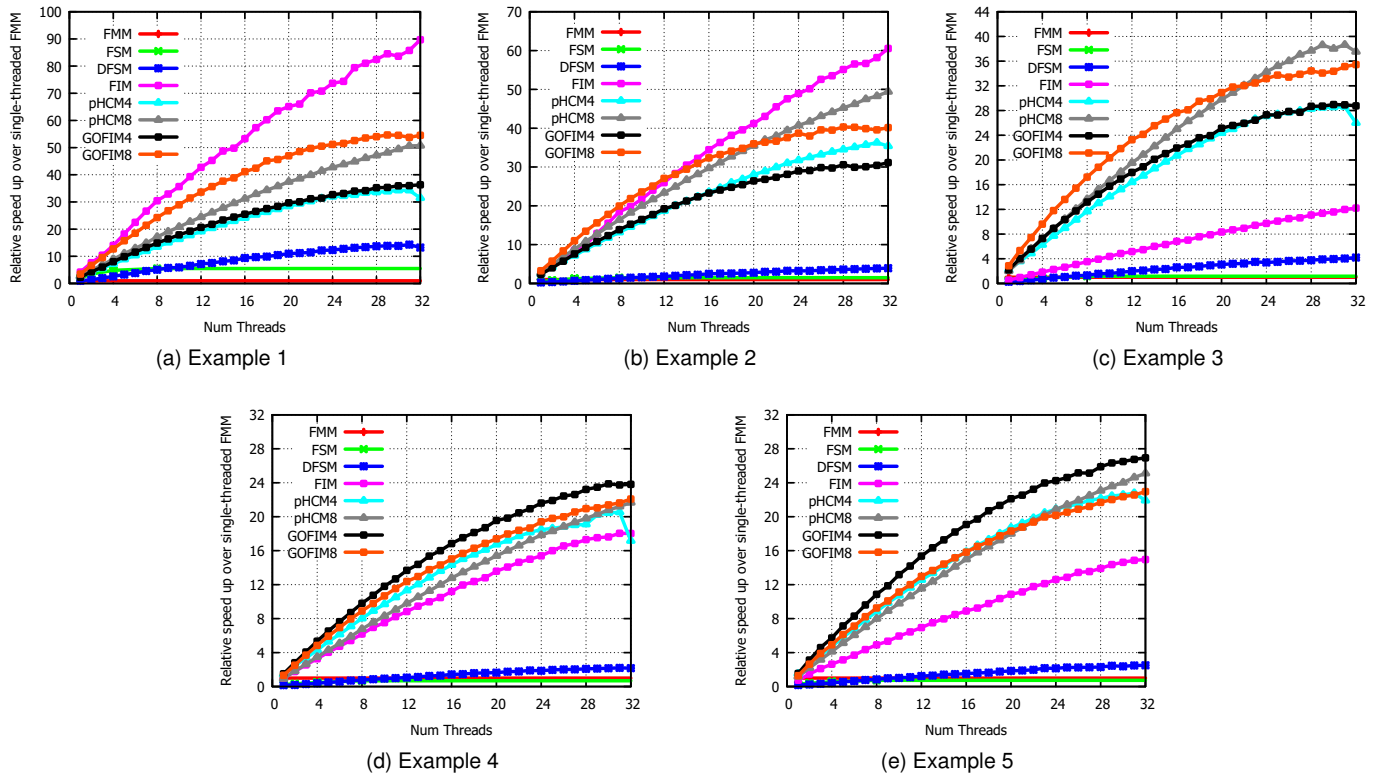 Relative speed up over single-threaded FMM
100
90
80
70
60
50
40
30
20
10
0
FMM
FSM
DFSM
FIM
pHCM4
pHCM8
GOFIM4
GOFIM8
0 4 8 12 16 20 24 28 32
Num Threads
(a) Example 1
Relative speed up over single-threaded FMM
70
60
50
40
30
20
10
0
FMM
FSM
DFSM
FIM
pHCM4
pHCM8
GOFIM4
GOFIM8
0 4 8 12 16 20 24 28 32
Num Threads
(b) Example 2
Relative speed up over single-threaded FMM
44
40
36
32
28
24
20
16
12
8
4
0
FMM
FSM
DFSM
FIM
pHCM4
pHCM8
GOFIM4
GOFIM8
0 4 8 12 16 20 24 28 32
Num Threads
(c) Example 3
Relative speed up over single-threaded FMM
32
28
24
20
16
12
8
4
0
FMM
FSM
DFSM
FIM
pHCM4
pHCM8
GOFIM4
GOFIM8
0 4 8 12 16 20 24 28 32
Num Threads
(d) Example 4
Relative speed up over single-threaded FMM
32
28
24
20
16
12
8
4
0
FMM
FSM
DFSM
FIM
pHCM4
pHCM8
GOFIM4
GOFIM8
0 4 8 12 16 20 24 28 32
Num Threads
(e) Example 5